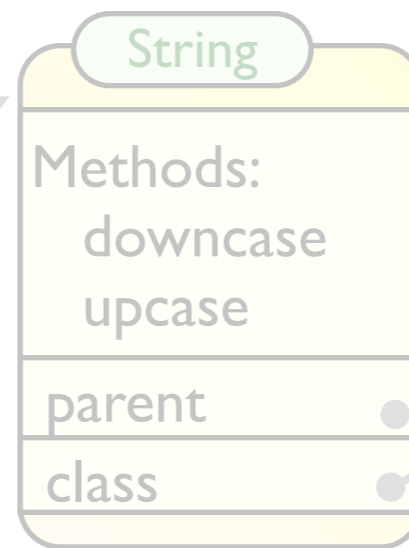 String
Methods:
downcase
upcase
parent
class